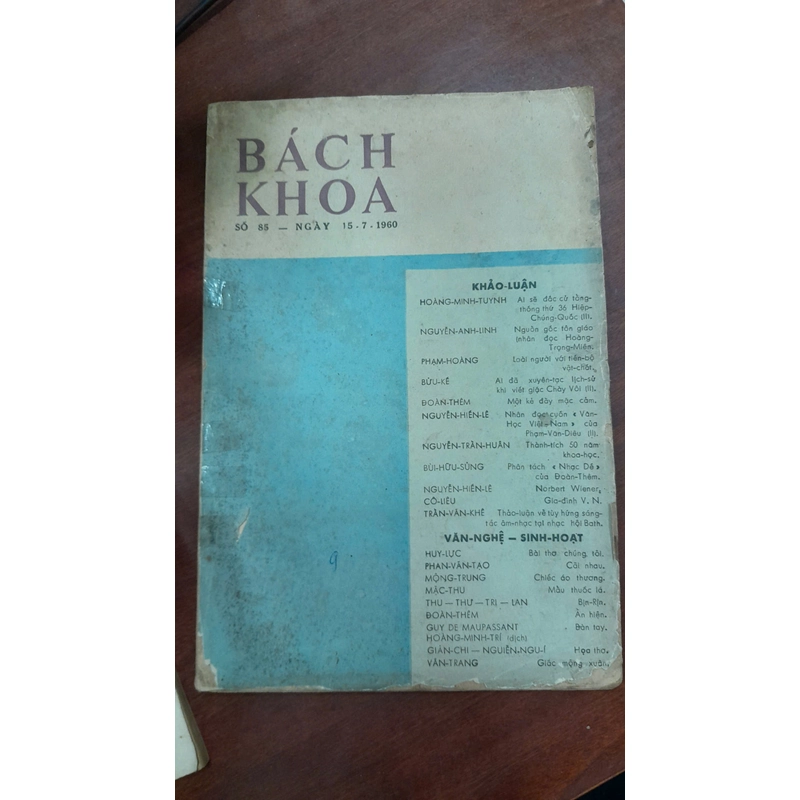 BÁCH
KHOA
SỐ 85 — NGÀY 15-7-1960
KHẢO-LUẬN
HOÀNG-MINH-TUYNH Ai sẽ đắc cử tổng-
thống thứ 36 Hiệp-
Chúng-Quốc (II).
NGUYỄN-ANH-LINH Nguồn gốc tôn giáo
(nhân đọc Hoàng-
Trọng-Miên.
PHẠM-HOÀNG Loài người với tiến-bộ
vật-chất.
BỬU-KẾ Ai đã xuyên-tạc lịch-sử
khi viết giặc Chày Vôi (II).
ĐOÀN-THÊM Một kẻ đầy mặc cảm.
NGUYỄN-HIẾN-LÊ Nhân đọc cuốn « Văn-
Học Việt-Nam » của
Phạm-Văn-Diêu (II).
NGUYỄN-TRẦN-HUÂN Thành-tích 50 năm
khoa-học.
BÙI-HỮU-SỦNG Phân tách « Nhạc Dế »
của Đoàn-Thêm.
NGUYỄN-HIẾN-LÊ Norbert Wiener.
CÔ-LIÊU Gia-đình V. N.
TRẦN-VĂN-KHÊ Thảo-luận về tùy hứng sáng-
tác âm-nhạc tại nhạc hội Bath.
VĂN-NGHỆ — SINH-HOẠT
HUY-LỰC Bài thơ chúng tôi.
PHAN-VĂN-TẠO Cãi nhau.
MỘNG-TRUNG Chiếc áo thương.
MẶC-THU Mẩu thuốc lá.
THU — THƯ — TRỊ — LAN Bịn-Rịn.
ĐOÀN-THÊM Ẩn hiện.
GUY DE MAUPASSANT Bàn tay.
HOÀNG-MINH-TRÍ (dịch)
GIẢN-CHI — NGUIỄN-NGU-Í Họa thơ.
VÂN-TRANG Giấc mộng xuân.
9